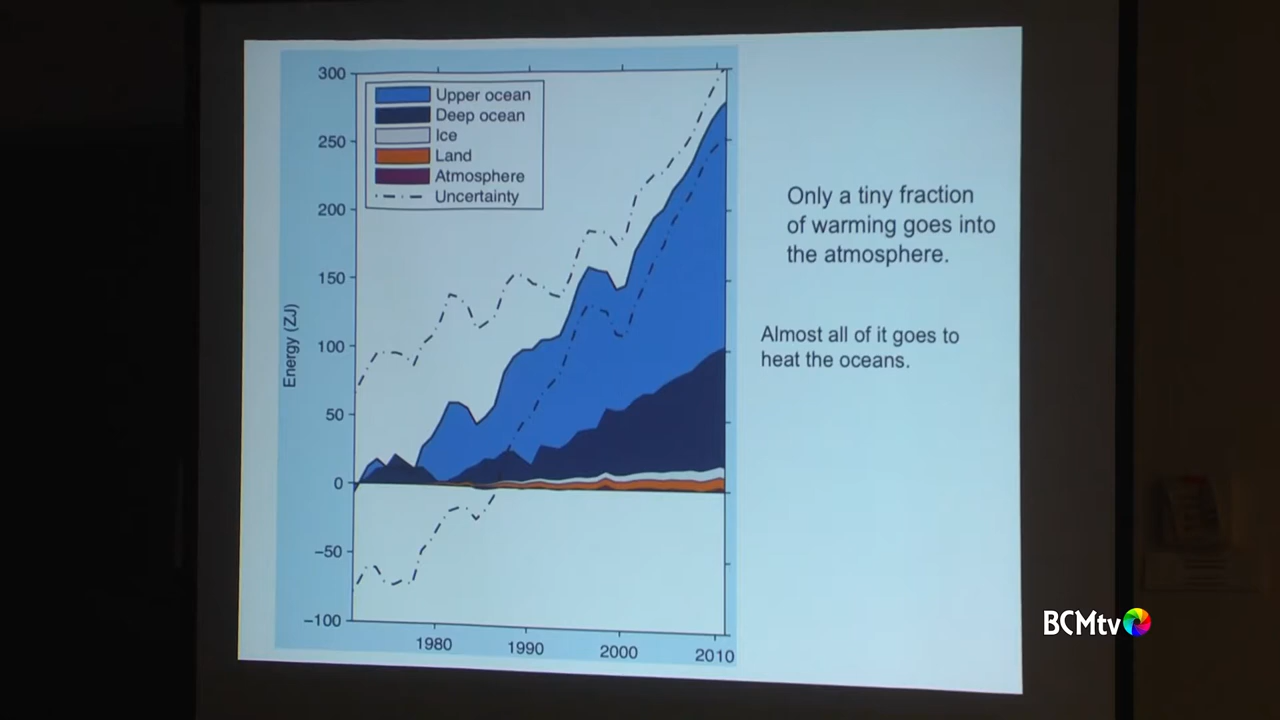 300
250
200
150
100
50
0
−50
−100
Energy (ZJ)
Upper ocean
Deep ocean
Ice
Land
Atmosphere
Uncertainty
1980
1990
2000
2010
Only a tiny fraction
of warming goes into
the atmosphere.
Almost all of it goes to
heat the oceans.
BCMtv